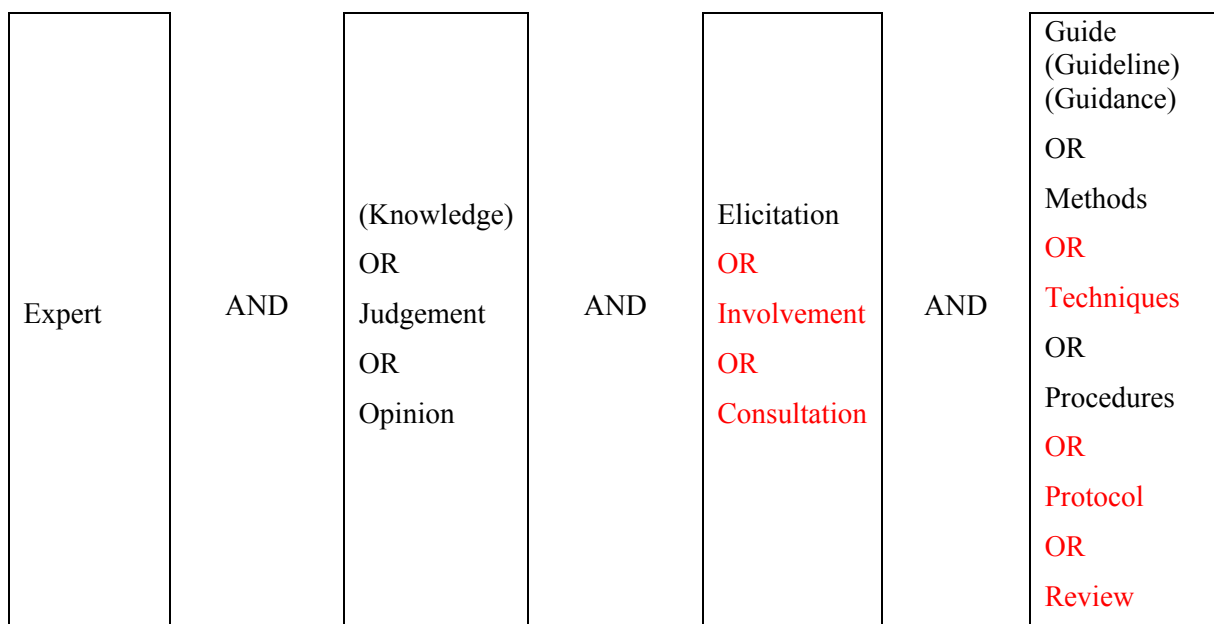 Expert
AND
(Knowledge)
OR
Judgement
OR
Opinion
AND
Elicitation
OR
Involvement
OR
Consultation
AND
Guide
(Guideline)
(Guidance)
OR
Methods
OR
Techniques
OR
Procedures
OR
Protocol
OR
Review